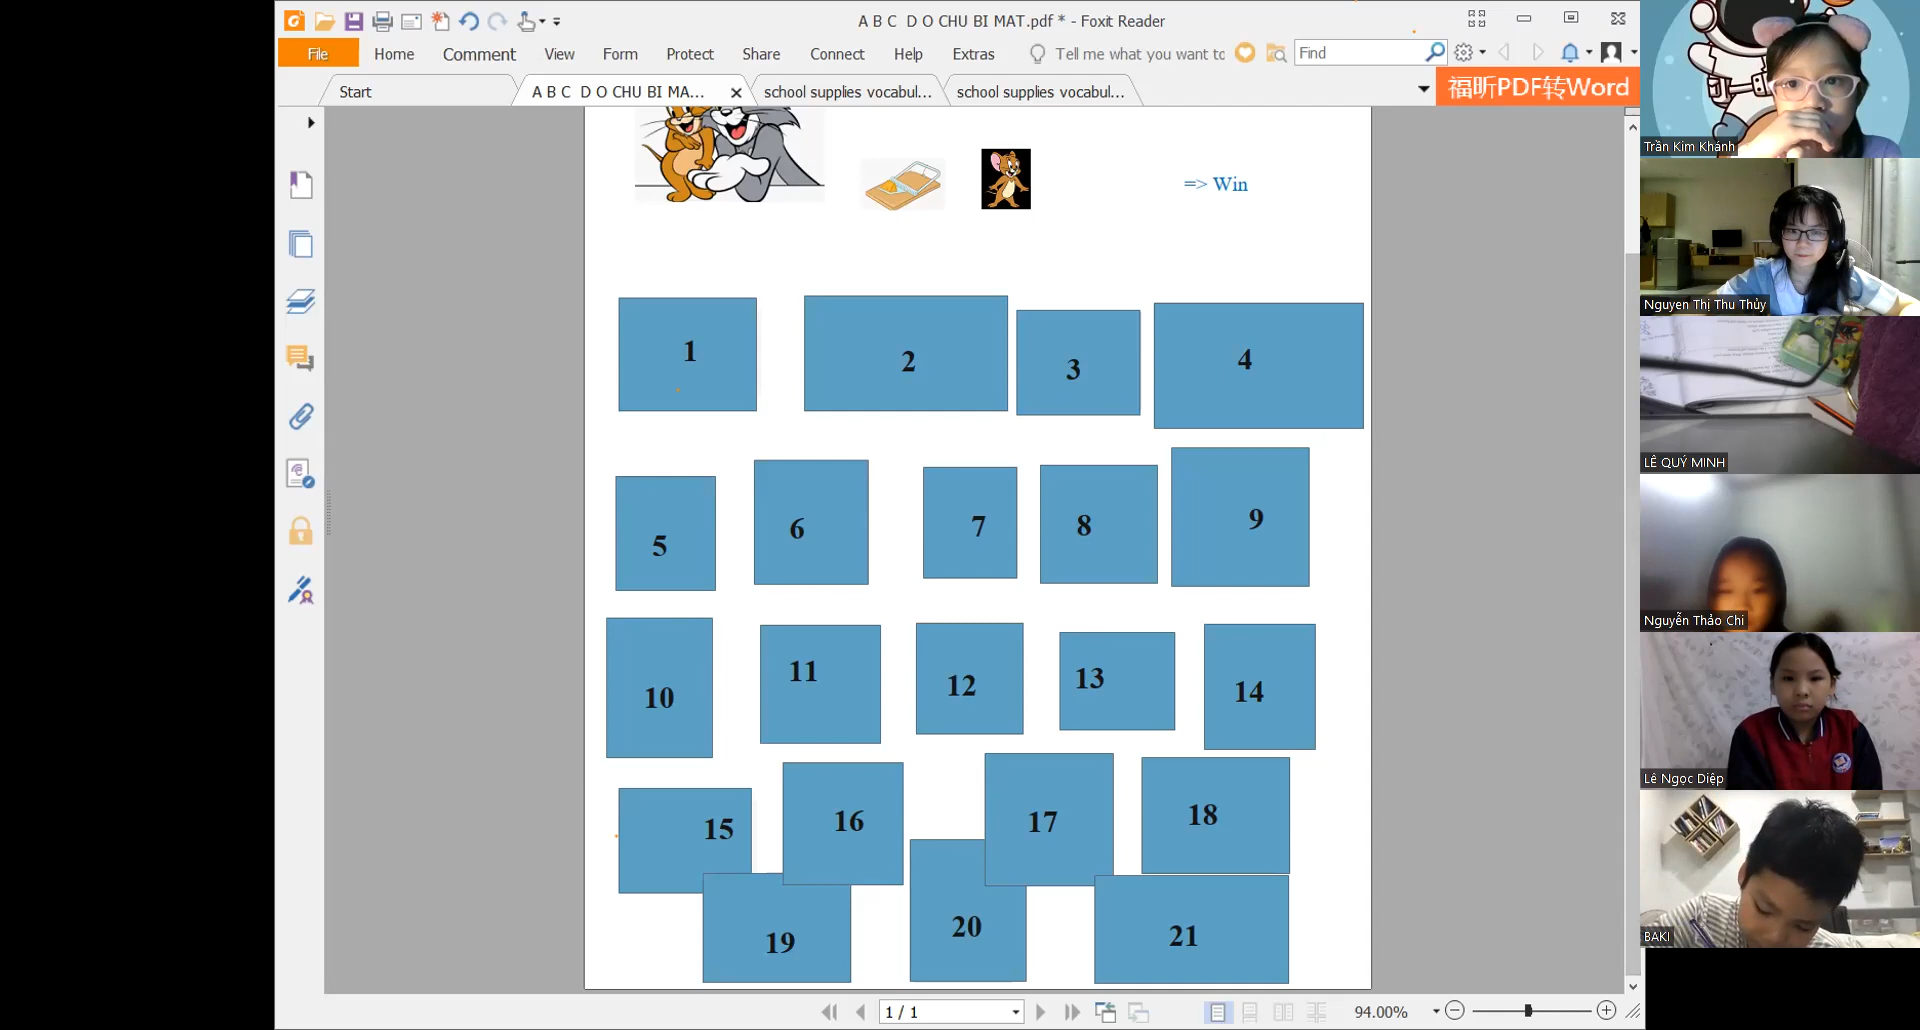 A B C  D O CHU BI MAT.pdf * - Foxit Reader
File Home Comment View Form Protect Share Connect Help Extras Tell me what you want to Find
Start A B C  D O CHU BI MA... school supplies vocabul... school supplies vocabul... 福昕PDF转Word
=> Win
1 2 3 4
5 6 7 8 9
10 11 12 13 14
15 16 17 18
19 20 21
1 / 1 94.00%
Trần Kim Khánh
Nguyen Thị Thu Thủy
LÊ QUÝ MINH
Nguyễn Thảo Chi
Lê Ngọc Diệp
BAKI